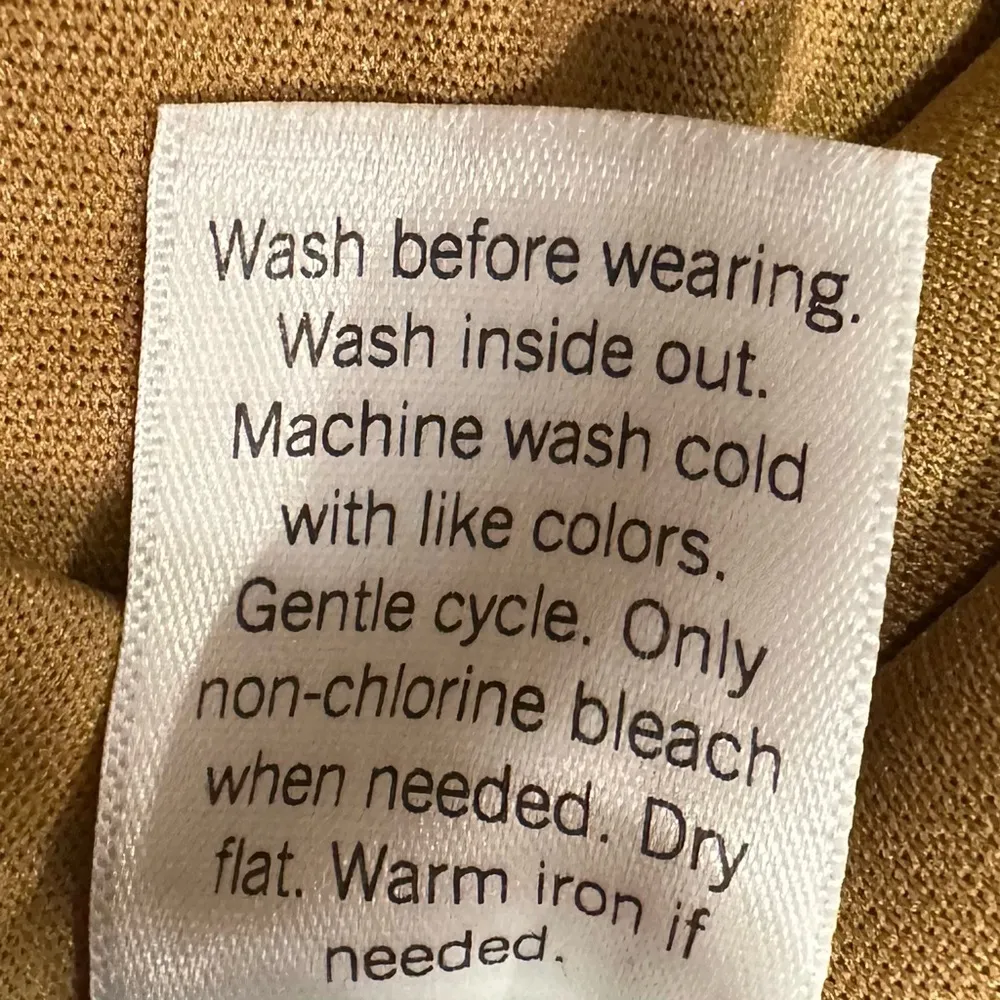 Wash before wearing.
Wash inside out.
Machine wash cold
with like colors.
Gentle cycle. Only
non-chlorine bleach
when needed. Dry
flat. Warm iron if
needed.